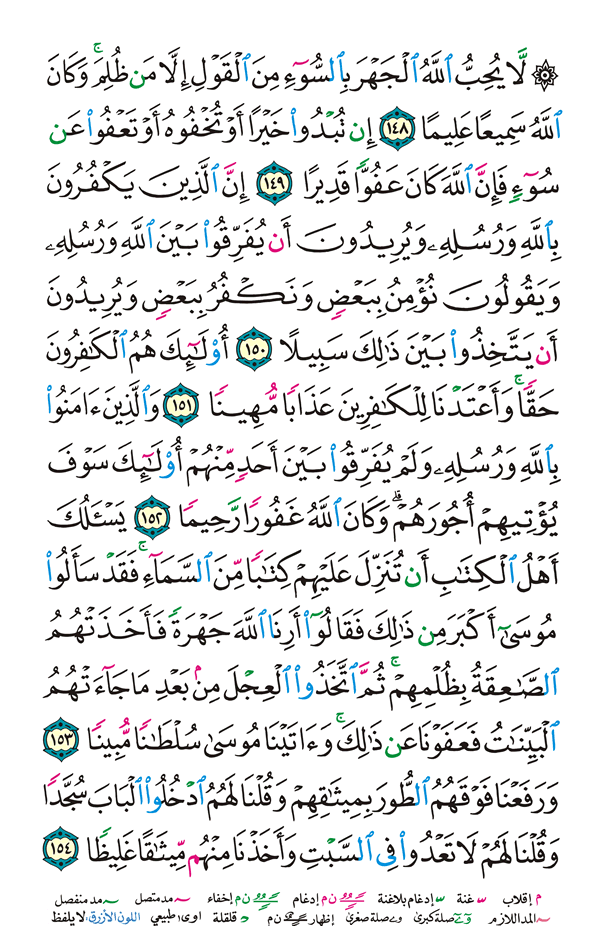 ۞ لَّا يُحِبُّ ٱللَّهُ ٱلْجَهْرَ بِٱلسُّوٓءِ مِنَ ٱلْقَوْلِ إِلَّا مَن ظُلِمَ ۚ وَكَانَ
ٱللَّهُ سَمِيعًا عَلِيمًا ١٤٨ إِن تُبْدُوا۟ خَيْرًا أَوْ تُخْفُوهُ أَوْ تَعْفُوا۟ عَن
سُوٓءٍ فَإِنَّ ٱللَّهَ كَانَ عَفُوًّا قَدِيرًا ١٤٩ إِنَّ ٱلَّذِينَ يَكْفُرُونَ
بِٱللَّهِ وَرُسُلِهِۦ وَيُرِيدُونَ أَن يُفَرِّقُوا۟ بَيْنَ ٱللَّهِ وَرُسُلِهِۦ
وَيَقُولُونَ نُؤْمِنُ بِبَعْضٍ وَنَكْفُرُ بِبَعْضٍ وَيُرِيدُونَ
أَن يَتَّخِذُوا۟ بَيْنَ ذَٰلِكَ سَبِيلًا ١٥٠ أُو۟لَـٰٓئِكَ هُمُ ٱلْكَـٰفِرُونَ
حَقًّا ۚ وَأَعْتَدْنَا لِلْكَـٰفِرِينَ عَذَابًا مُّهِينًا ١٥١ وَٱلَّذِينَ ءَامَنُوا۟
بِٱللَّهِ وَرُسُلِهِۦ وَلَمْ يُفَرِّقُوا۟ بَيْنَ أَحَدٍ مِّنْهُمْ أُو۟لَـٰٓئِكَ سَوْفَ
يُؤْتِيهِمْ أُجُورَهُمْ ۗ وَكَانَ ٱللَّهُ غَفُورًا رَّحِيمًا ١٥٢ يَسْـَٔلُكَ
أَهْلُ ٱلْكِتَـٰبِ أَن تُنَزِّلَ عَلَيْهِمْ كِتَـٰبًا مِّنَ ٱلسَّمَآءِ ۚ فَقَدْ سَأَلُوا۟
مُوسَىٰٓ أَكْبَرَ مِن ذَٰلِكَ فَقَالُوٓا۟ أَرِنَا ٱللَّهَ جَهْرَةً فَأَخَذَتْهُمُ
ٱلصَّـٰعِقَةُ بِظُلْمِهِمْ ۚ ثُمَّ ٱتَّخَذُوا۟ ٱلْعِجْلَ مِنۢ بَعْدِ مَا جَآءَتْهُمُ
ٱلْبَيِّنَـٰتُ فَعَفَوْنَا عَن ذَٰلِكَ ۚ وَءَاتَيْنَا مُوسَىٰ سُلْطَـٰنًا مُّبِينًا ١٥٣
وَرَفَعْنَا فَوْقَهُمُ ٱلطُّورَ بِمِيثَـٰقِهِمْ وَقُلْنَا لَهُمُ ٱدْخُلُوا۟ ٱلْبَابَ سُجَّدًا
وَقُلْنَا لَهُمْ لَا تَعْدُوا۟ فِى ٱلسَّبْتِ وَأَخَذْنَا مِنْهُم مِّيثَـٰقًا غَلِيظًا ١٥٤
م إقلاب غنة إدغام بلاغنة ن م إدغام ن م إخفاء مد متصل مد منفصل
المد اللازم صلة كبرى صلة صغرى إظهار ن م قلقلة ا و ى طبيعي اللون الأزرق: لا يلفظ